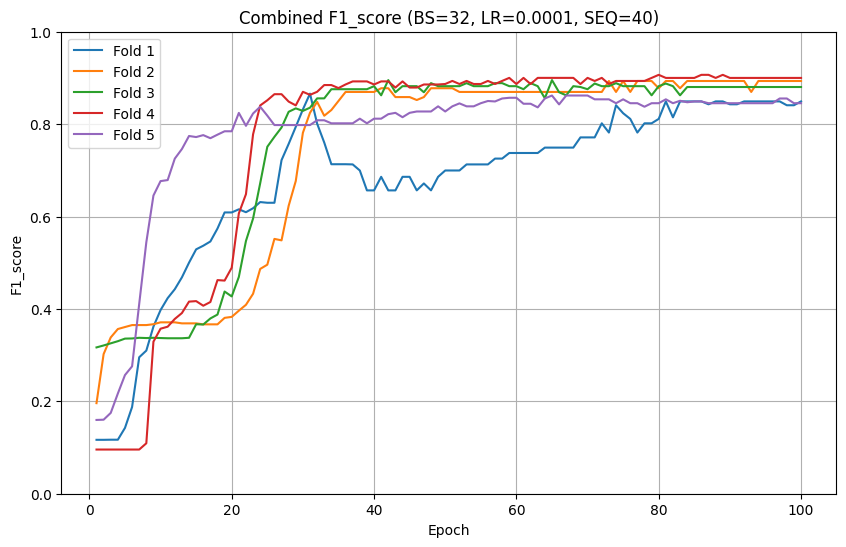 Combined F1_score (BS=32, LR=0.0001, SEQ=40)
Fold 1
Fold 2
Fold 3
Fold 4
Fold 5
F1_score
1.0
0.8
0.6
0.4
0.2
0.0
0 20 40 60 80 100
Epoch